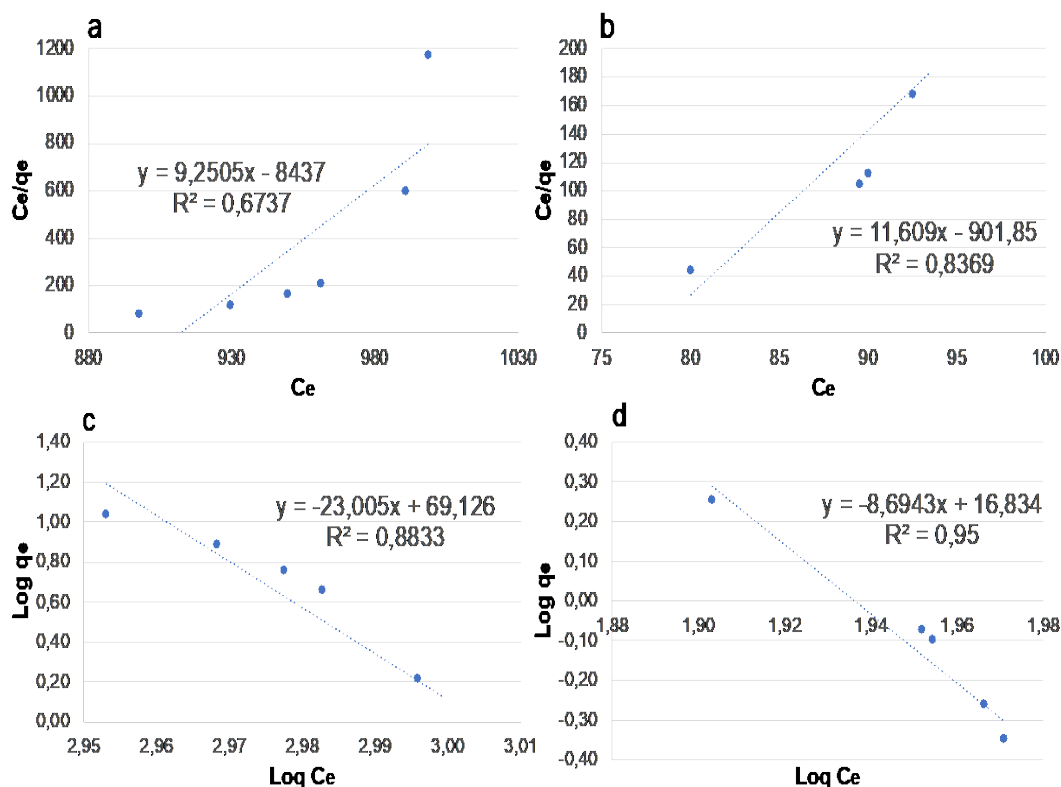 a
1200
1000
800
600
400
200
0
Ce/qe
y = 9,2505x - 8437
R² = 0,6737
880 930 980 1030
Ce
b
200
180
160
140
120
100
80
60
40
20
0
Ce/qe
y = 11,609x - 901,85
R² = 0,8369
75 80 85 90 95 100
Ce
c
1,40
1,20
1,00
0,80
0,60
0,40
0,20
0,00
Log qe
y = -23,005x + 69,126
R² = 0,8833
2,95 2,96 2,97 2,98 2,99 3,00 3,01
Log Ce
d
0,40
0,30
0,20
0,10
0,00
-0,10
-0,20
-0,30
-0,40
Log qe
y = -8,6943x + 16,834
R² = 0,95
1,88 1,90 1,92 1,94 1,96 1,98
Log Ce